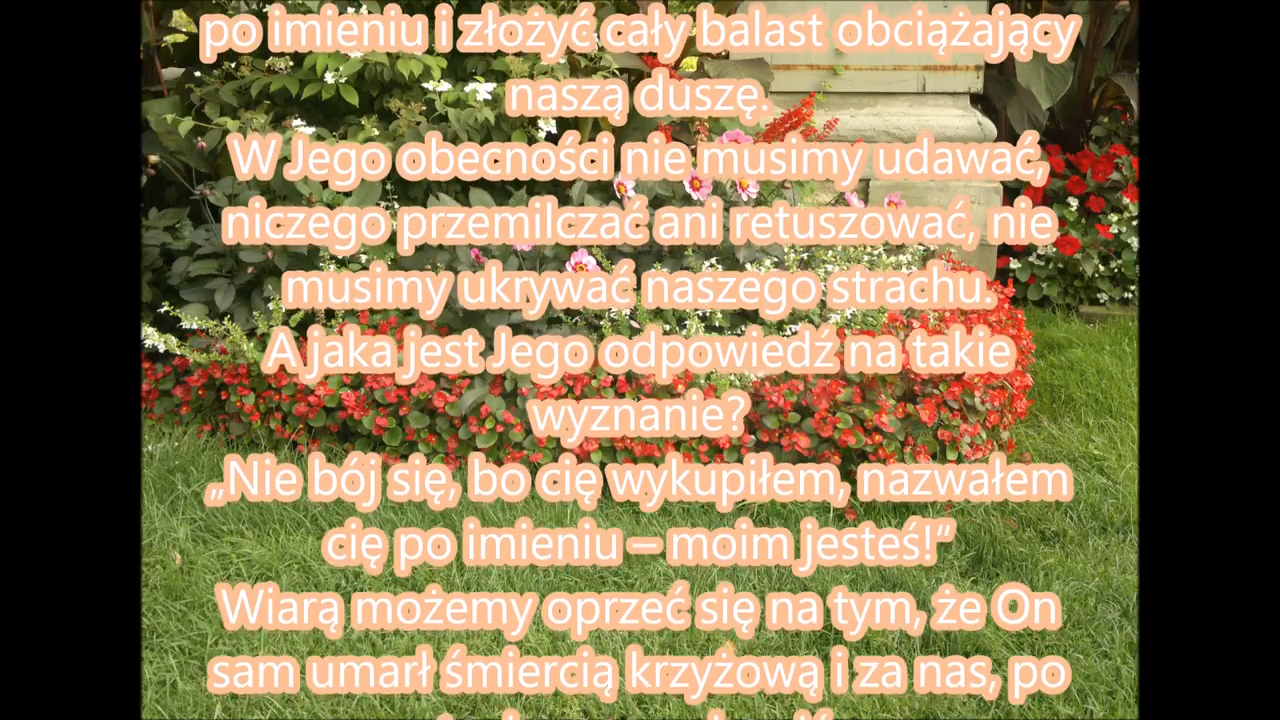 po imieniu i złożyć cały balast obciążający
naszą duszę.
W Jego obecności nie musimy udawać,
niczego przemilczać ani retuszować, nie
musimy ukrywać naszego strachu.
A jaka jest Jego odpowiedź na takie
wyznanie?
„Nie bój się, bo cię wykupiłem, nazwałem
cię po imieniu – moim jesteś!”
Wiarą możemy oprzeć się na tym, że On
sam umarł śmiercią krzyżową i za nas, po